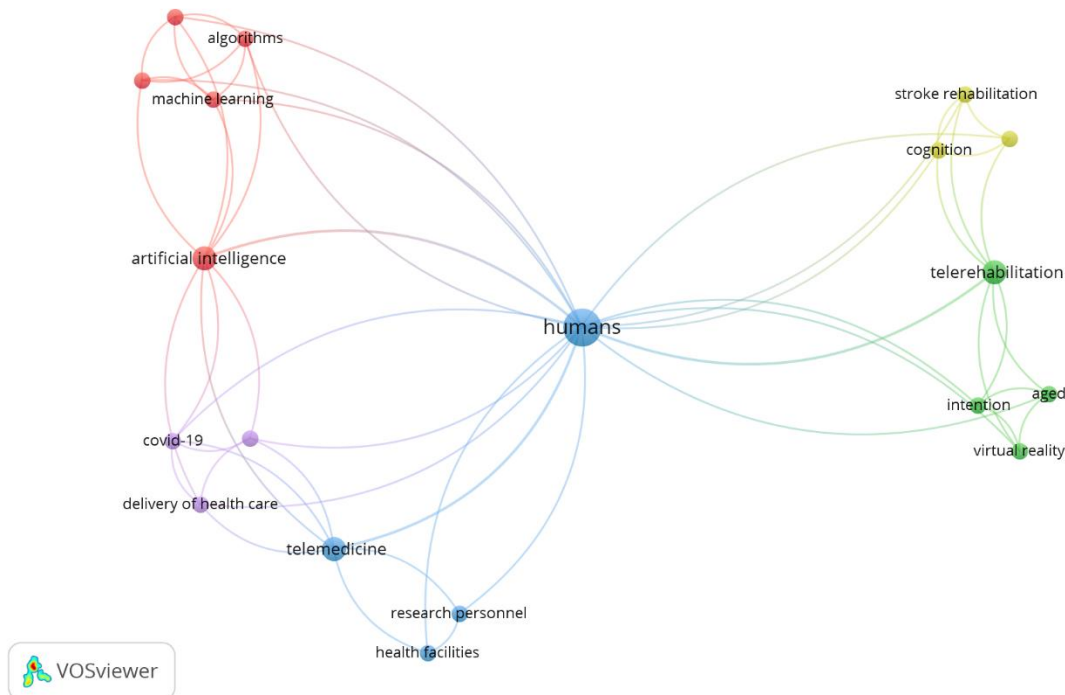 algorithms
machine learning
stroke rehabilitation
cognition
artificial intelligence
telerehabilitation
humans
aged
intention
covid-19
virtual reality
delivery of health care
telemedicine
research personnel
health facilities
VOSviewer